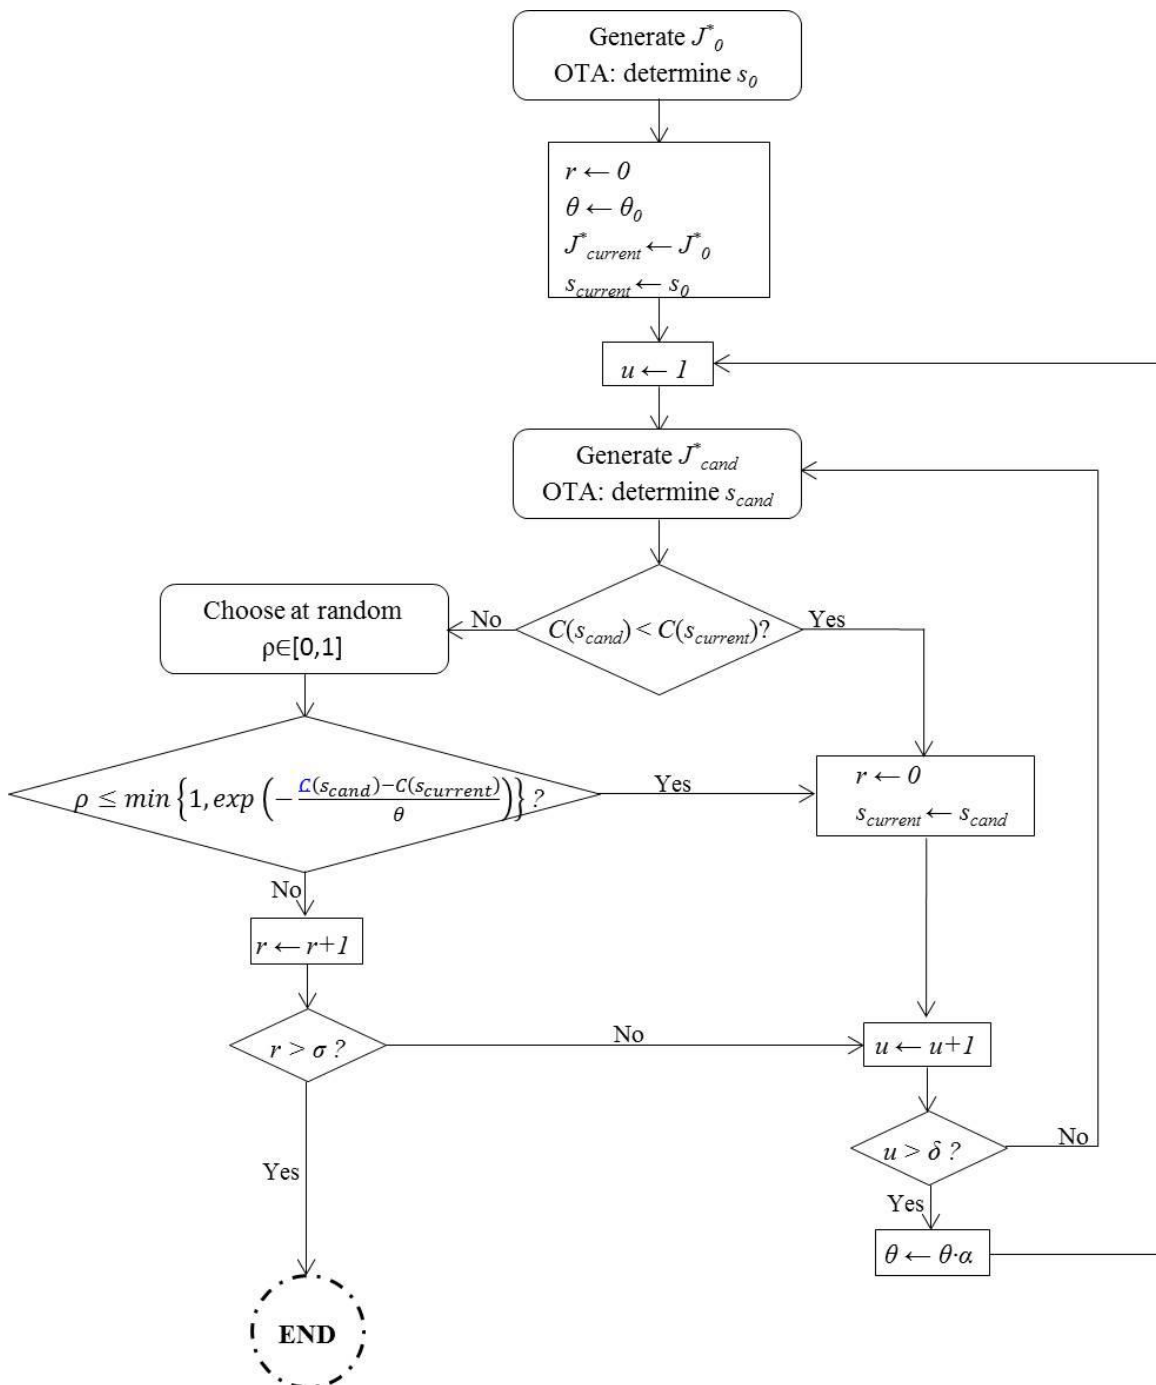 Generate J*0
OTA: determine s0
r ← 0
θ ← θ0
J*current ← J*0
scurrent ← s0
u ← 1
Generate J*cand
OTA: determine scand
C(scand) < C(scurrent)?
No
Yes
Choose at random
ρ∈[0,1]
ρ ≤ min{1, exp(−C(scand)−C(scurrent)/θ)} ?
Yes
r ← 0
scurrent ← scand
No
r ← r+1
r > σ ?
No
u ← u+1
u > δ ?
No
Yes
Yes
θ ← θ·α
END